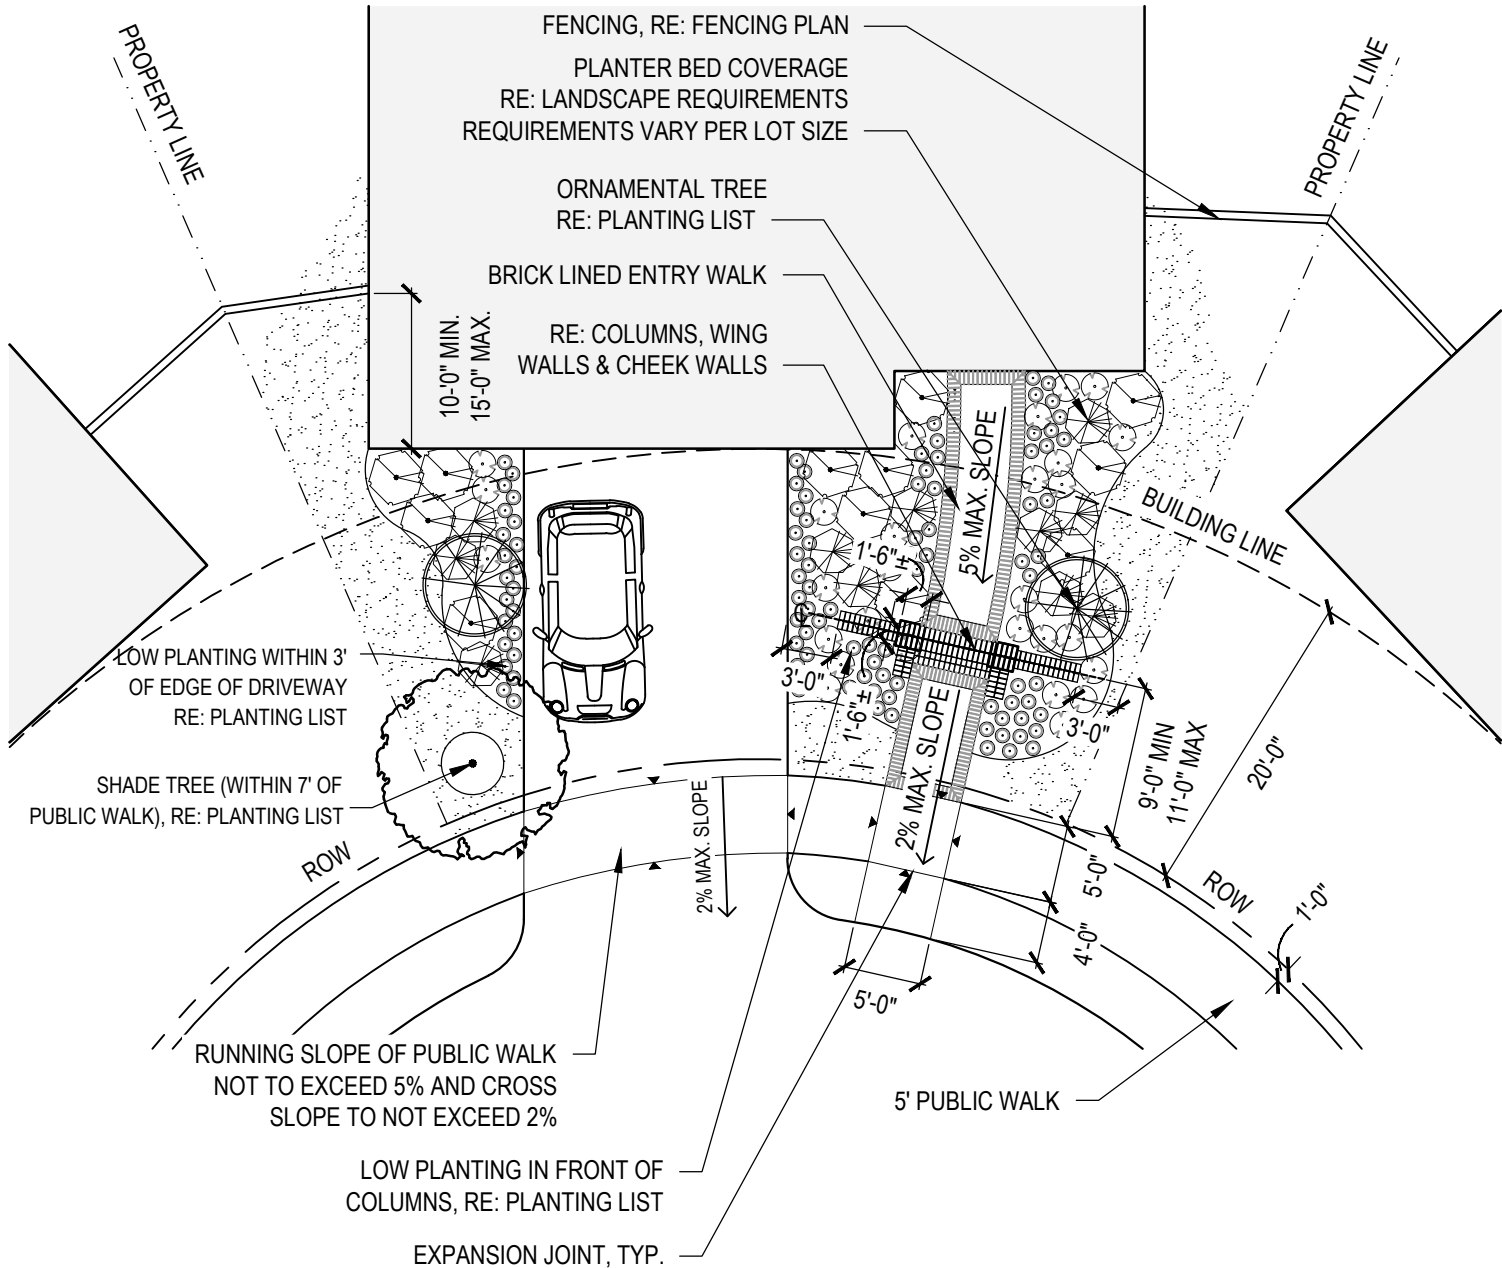 FENCING, RE: FENCING PLAN
PLANTER BED COVERAGE
RE: LANDSCAPE REQUIREMENTS
REQUIREMENTS VARY PER LOT SIZE
ORNAMENTAL TREE
RE: PLANTING LIST
BRICK LINED ENTRY WALK
RE: COLUMNS, WING
WALLS & CHEEK WALLS
PROPERTY LINE
PROPERTY LINE
10-'0" MIN.
15'-0" MAX.
5% MAX. SLOPE
BUILDING LINE
1'-6"±
LOW PLANTING WITHIN 3'
OF EDGE OF DRIVEWAY
RE: PLANTING LIST
3'-0"
1'-6" ±
3'-0"
9'-0" MIN
11'-0" MAX
20'-0"
SHADE TREE (WITHIN 7' OF
PUBLIC WALK), RE: PLANTING LIST
2% MAX. SLOPE
2% MAX. SLOPE
ROW
ROW
5'-0"
4'-0"
1'-0"
5'-0"
RUNNING SLOPE OF PUBLIC WALK
NOT TO EXCEED 5% AND CROSS
SLOPE TO NOT EXCEED 2%
5' PUBLIC WALK
LOW PLANTING IN FRONT OF
COLUMNS, RE: PLANTING LIST
EXPANSION JOINT, TYP.